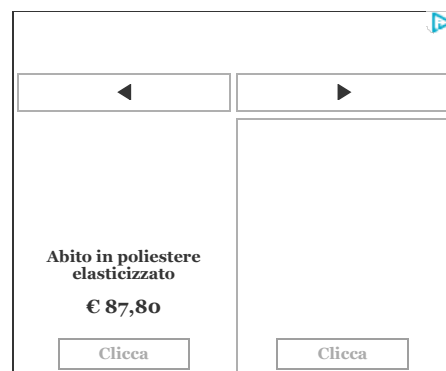 Abito in poliestere
elasticizzato
€ 87,80
Clicca
Clicca